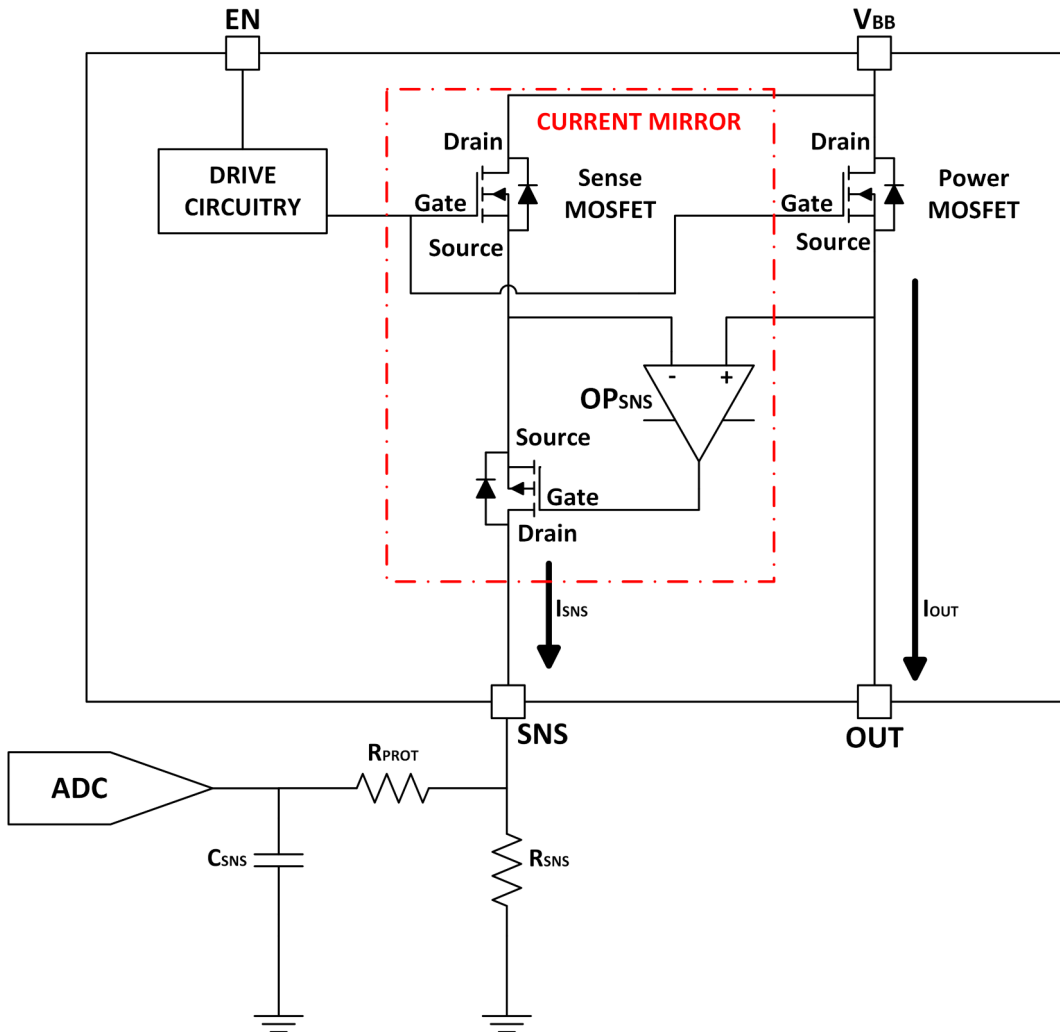 EN
VBB
CURRENT MIRROR
Drain
Drain
DRIVE
CIRCUITRY
Gate
Sense
MOSFET
Gate
Power
MOSFET
Source
Source
-
+
OPSNS
Source
Gate
Drain
ISNS
IOUT
SNS
OUT
RPROT
ADC
CSNS
RSNS